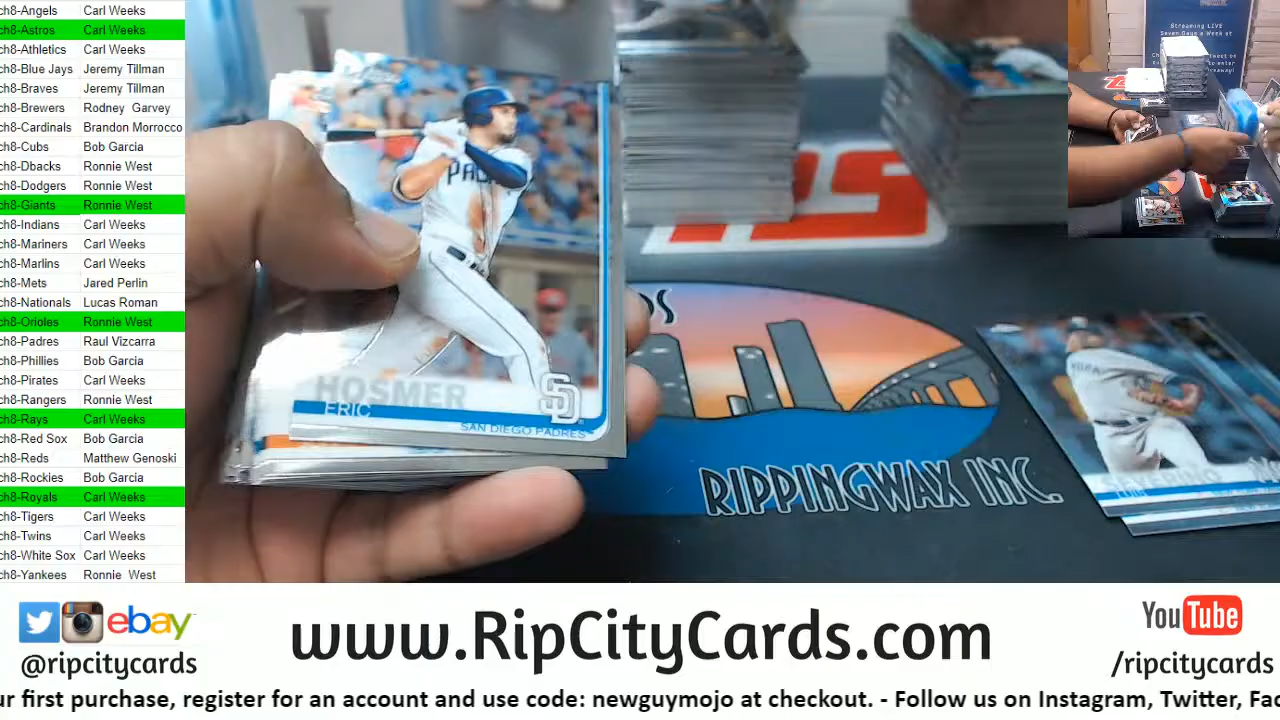 ch8-Angels Carl Weeks
ch8-Astros Carl Weeks
ch8-Athletics Carl Weeks
ch8-Blue Jays Jeremy Tillman
ch8-Braves Jeremy Tillman
ch8-Brewers Rodney Garvey
ch8-Cardinals Brandon Morrocco
ch8-Cubs Bob Garcia
ch8-Dbacks Ronnie West
ch8-Dodgers Ronnie West
ch8-Giants Ronnie West
ch8-Indians Carl Weeks
ch8-Mariners Carl Weeks
ch8-Marlins Carl Weeks
ch8-Mets Jared Perlin
ch8-Nationals Lucas Roman
ch8-Orioles Ronnie West
ch8-Padres Raul Vizcarra
ch8-Phillies Bob Garcia
ch8-Pirates Carl Weeks
ch8-Rangers Ronnie West
ch8-Rays Carl Weeks
ch8-Red Sox Bob Garcia
ch8-Reds Matthew Genoski
ch8-Rockies Bob Garcia
ch8-Royals Carl Weeks
ch8-Tigers Carl Weeks
ch8-Twins Carl Weeks
ch8-White Sox Carl Weeks
ch8-Yankees Ronnie West
HOSMER
ERIC
SD
SAN DIEGO PADRES
Streaming LIVE
Seven Days a Week at
RIPPINGWAX INC.
ebay
@ripcitycards
www.RipCityCards.com
YouTube
/ripcitycards
ur first purchase, register for an account and use code: newguymojo at checkout. - Follow us on Instagram, Twitter, Fac